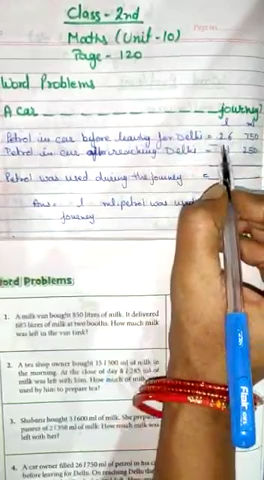 Class - 2nd
Maths (Unit-10)
Page - 120
Page No.
Word Problems
A car ———— journey?
l ml
Petrol in car before leaving for Delhi = 26 750
Petrol in car after reaching Delhi = 250
Petrol was used during the journey =
Ans = l ml petrol was used
journey
Word Problems
1. A milk van bought 850 litres of milk. It delivered
685 litres of milk at two booths. How much milk
was left in the van tank?
2. A tea shop owner bought 15 l 500 ml of milk in
the morning. At the close of day 8 l 285 ml of
milk was left with him. How much of milk
used by him to prepare tea?
3. Shabana bought 3 l 600 ml of milk. She
paneer of 2 l 358 ml of milk. How much milk was
left with her?
4. A car owner filled 26 l 750 ml of petrol in his
before leaving for Delhi. On reaching Delhi